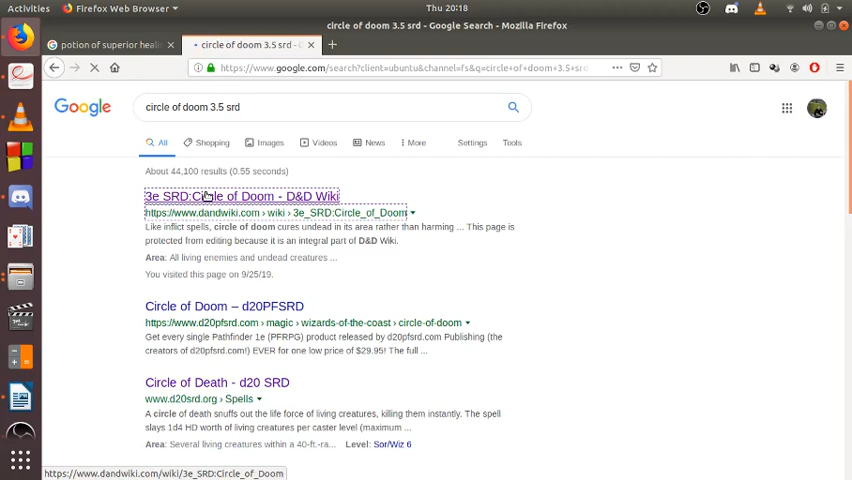 Activities Firefox Web Browser Thu 20:18
circle of doom 3.5 srd - Google Search - Mozilla Firefox
potion of superior heali circle of doom 3.5 srd - G
https://www.google.com/search?client=ubuntu&channel=fs&q=circle+of+doom+3.5+sr
Google circle of doom 3.5 srd
All Shopping Images Videos News More Settings Tools
About 44,100 results (0.55 seconds)
3e SRD:Circle of Doom - D&D Wiki
https://www.dandwiki.com › wiki › 3e_SRD:Circle_of_Doom
Like inflict spells, circle of doom cures undead in its area rather than harming ... This page is
protected from editing because it is an integral part of D&D Wiki.
Area: All living enemies and undead creatures ...
You visited this page on 9/25/19.
Circle of Doom – d20PFSRD
https://www.d20pfsrd.com › magic › wizards-of-the-coast › circle-of-doom
Get every single Pathfinder 1e (PFRPG) product released by d20pfsrd.com Publishing (the
creators of d20pfsrd.com!) EVER for one low price of $29.95! The full ...
Circle of Death - d20 SRD
www.d20srd.org › Spells
A circle of death snuffs out the life force of living creatures, killing them instantly. The spell
slays 1d4 HD worth of living creatures per caster level (maximum ...
Area: Several living creatures within a 40-ft.-ra... Level: Sor/Wiz 6
https://www.dandwiki.com/wiki/3e_SRD:Circle_of_Doom